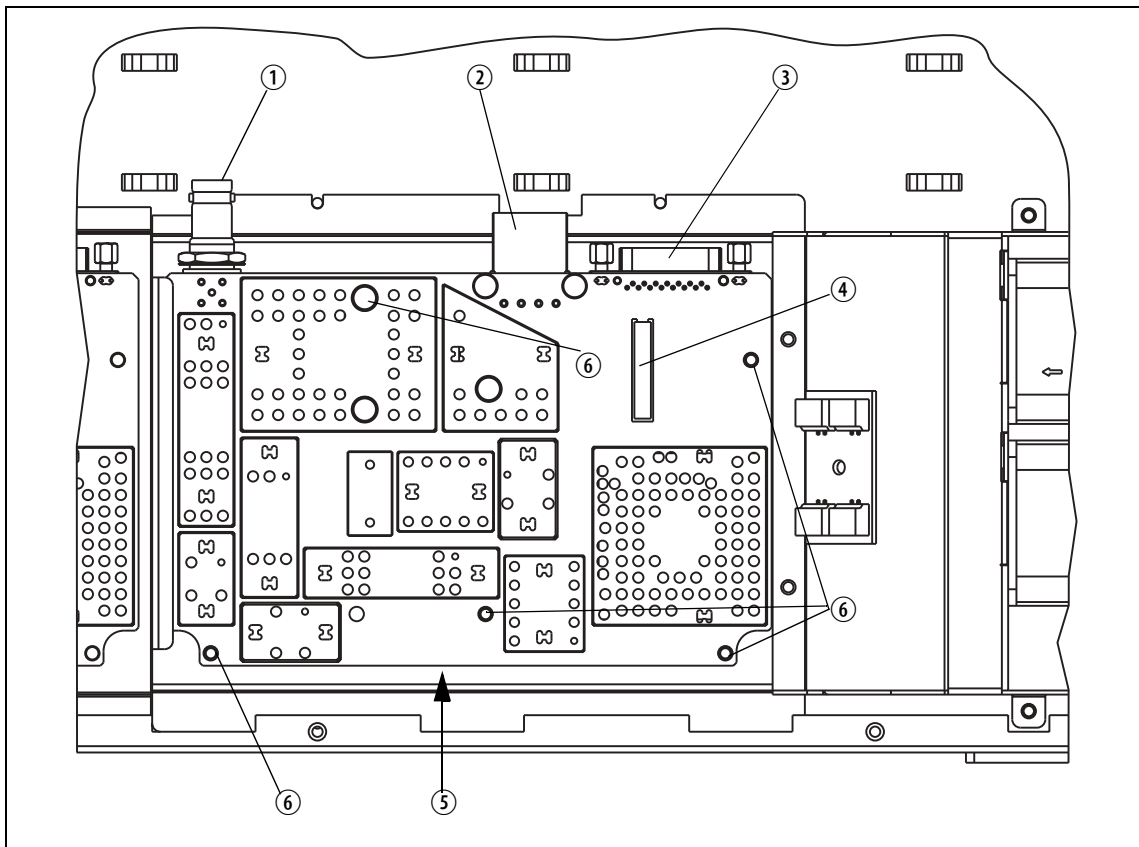 ① ② ③
④
⑥
⑥
⑥ ⑤